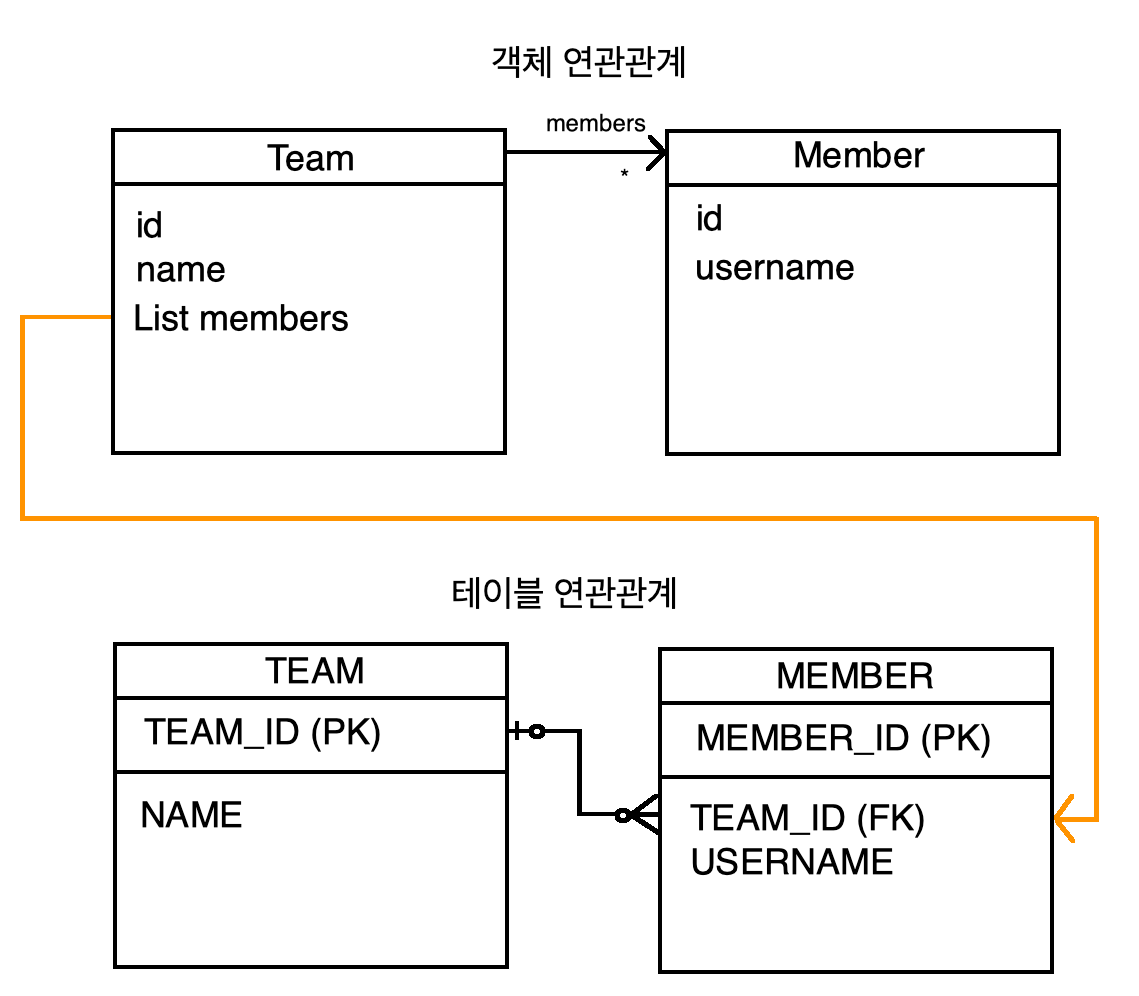 객체 연관관계
members
*
Team
Member
id
name
List members
id
username
테이블 연관관계
TEAM
TEAM_ID (PK)
NAME
MEMBER
MEMBER_ID (PK)
TEAM_ID (FK)
USERNAME